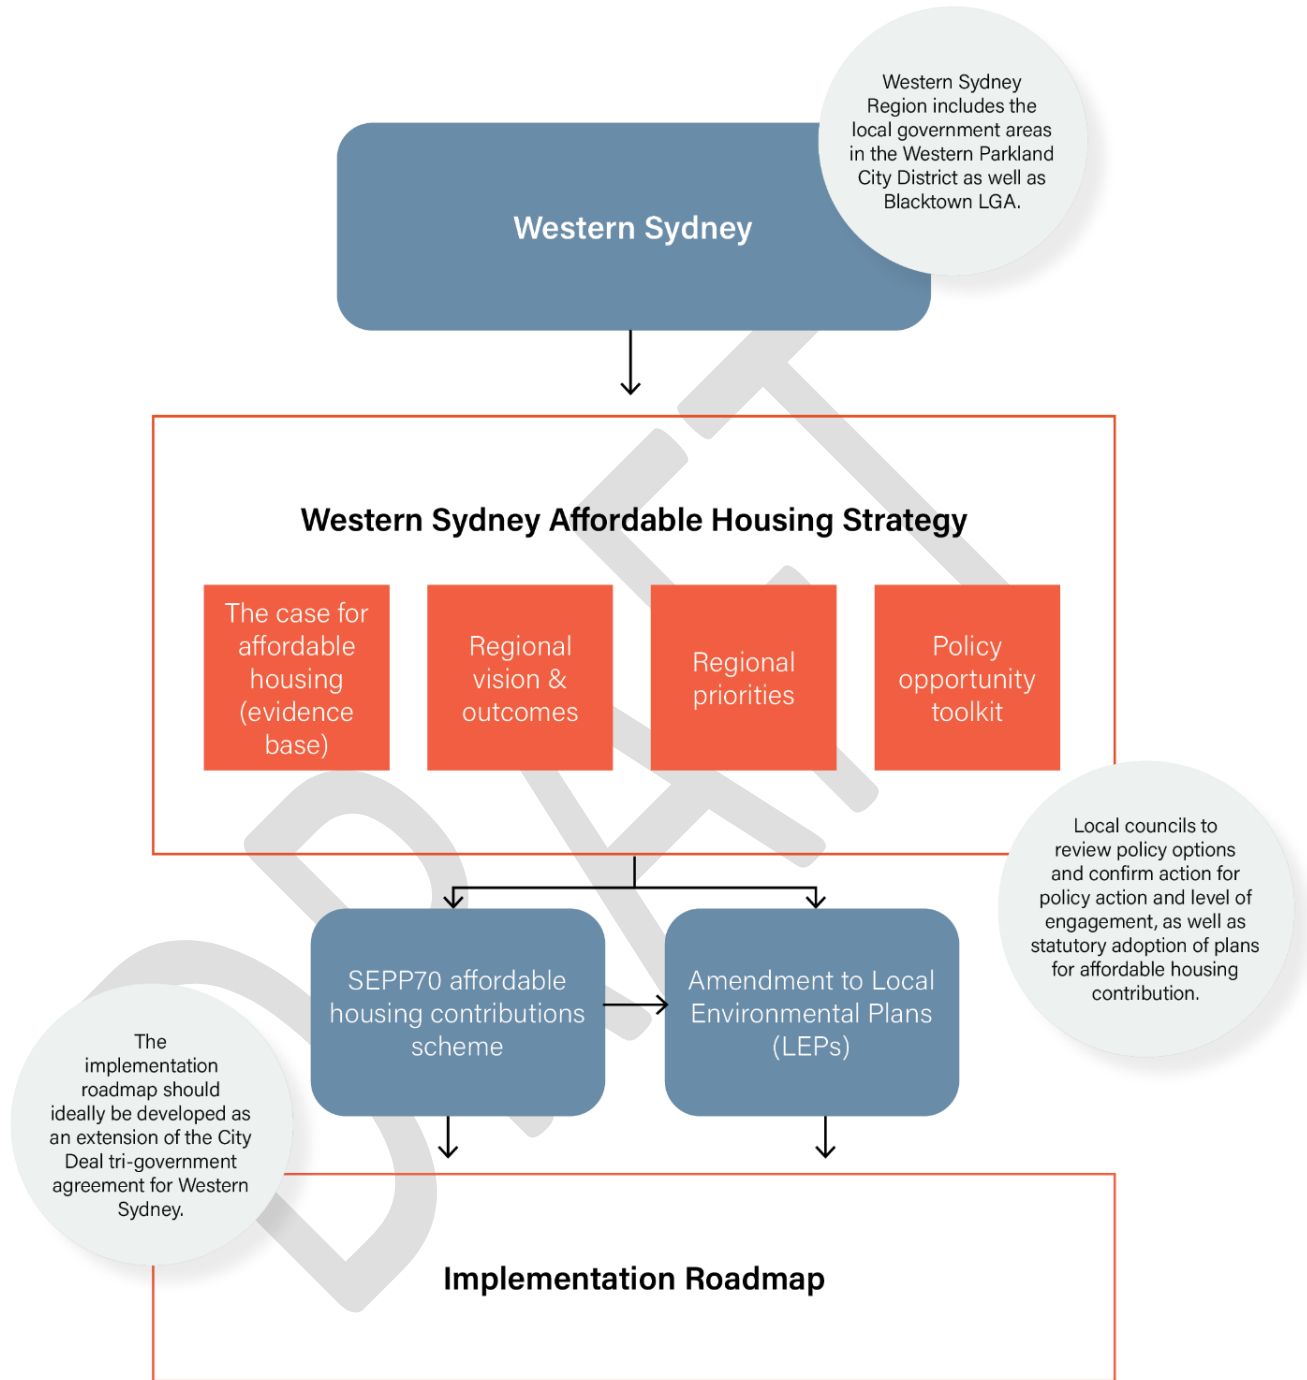 Western Sydney
Region includes the
local government areas
in the Western Parkland
City District as well as
Blacktown LGA.
Western Sydney
Western Sydney Affordable Housing Strategy
The case for
affordable
housing
(evidence
base)
Regional
vision &
outcomes
Regional
priorities
Policy
opportunity
toolkit
Local councils to
review policy options
and confirm action for
policy action and level of
engagement, as well as
statutory adoption of plans
for affordable housing
contribution.
SEPP70 affordable
housing contributions
scheme
Amendment to Local
Environmental Plans
(LEPs)
The
implementation
roadmap should
ideally be developed as
an extension of the City
Deal tri-government
agreement for Western
Sydney.
Implementation Roadmap
DRAFT